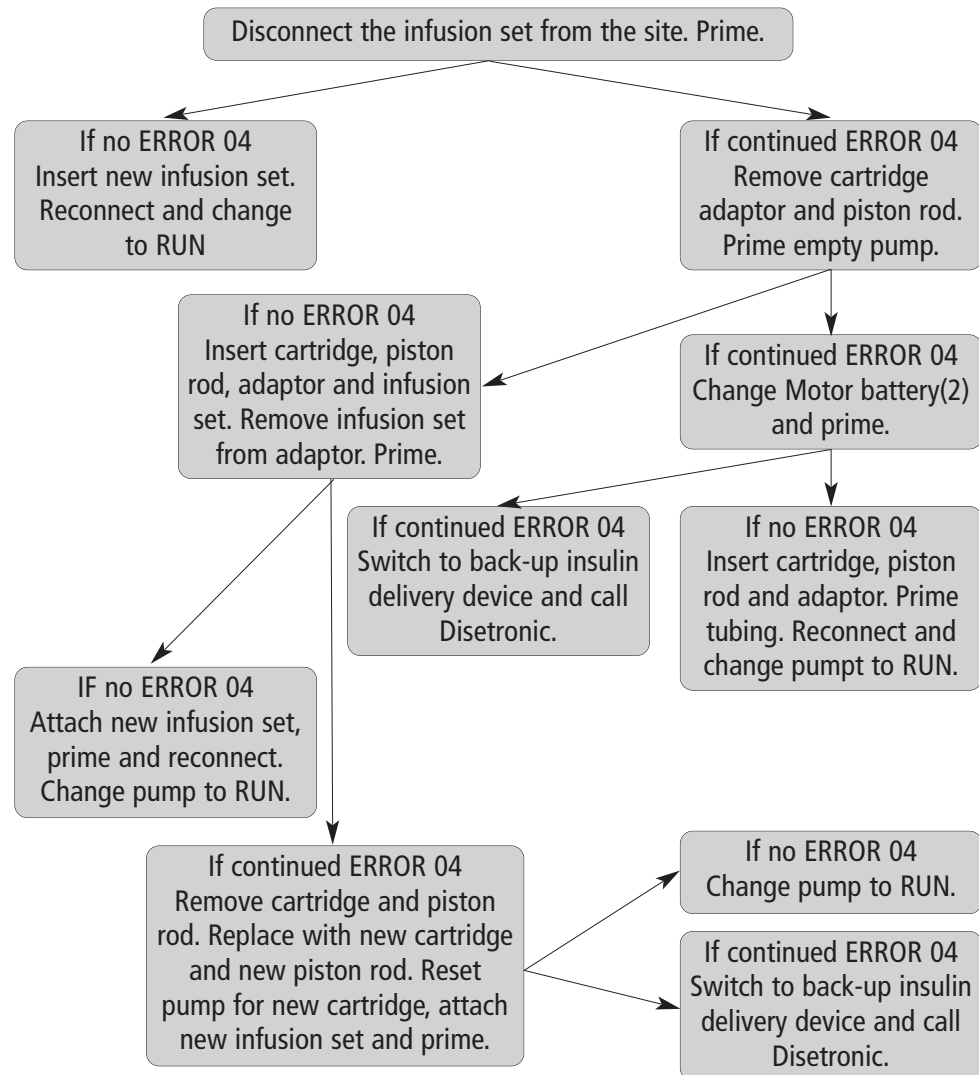 Disconnect the infusion set from the site. Prime.
If no ERROR 04
Insert new infusion set.
Reconnect and change
to RUN
If continued ERROR 04
Remove cartridge
adaptor and piston rod.
Prime empty pump.
If no ERROR 04
Insert cartridge, piston
rod, adaptor and infusion
set. Remove infusion set
from adaptor. Prime.
If continued ERROR 04
Change Motor battery(2)
and prime.
If continued ERROR 04
Switch to back-up insulin
delivery device and call
Disetronic.
If no ERROR 04
Insert cartridge, piston
rod and adaptor. Prime
tubing. Reconnect and
change pumpt to RUN.
IF no ERROR 04
Attach new infusion set,
prime and reconnect.
Change pump to RUN.
If continued ERROR 04
Remove cartridge and piston
rod. Replace with new cartridge
and new piston rod. Reset
pump for new cartridge, attach
new infusion set and prime.
If no ERROR 04
Change pump to RUN.
If continued ERROR 04
Switch to back-up insulin
delivery device and call
Disetronic.